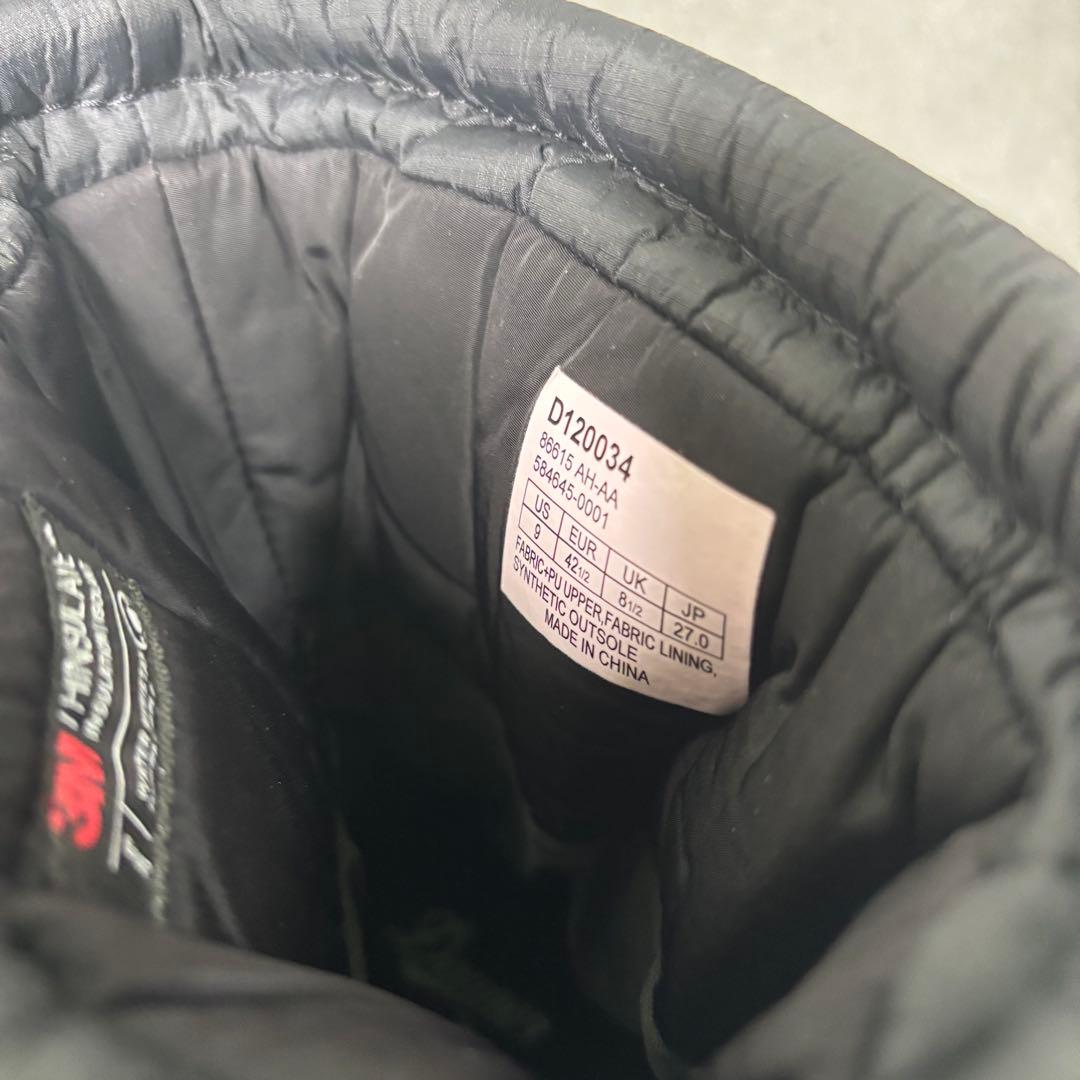 D120034
86615 AH-AA
584645-0001
US EUR UK JP
9 42 1/2 8 1/2 27.0
FABRIC+PU UPPER,FABRIC LINING,
SYNTHETIC OUTSOLE
MADE IN CHINA
3M THINSULATE